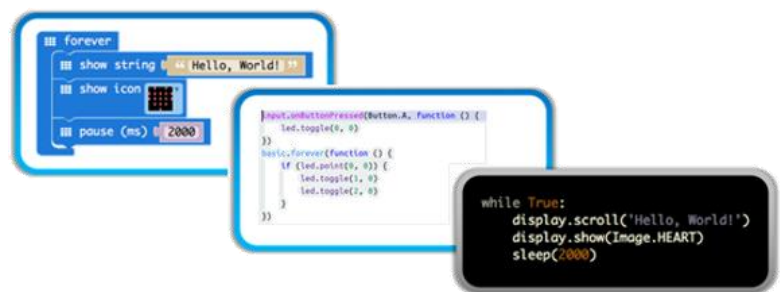 forever
show string “ Hello, World! ”
show icon
pause (ms) 2000
input.onButtonPressed(Button.A, function () {
led.toggle(0, 0)
})
basic.forever(function () {
if (led.point(0, 0)) {
led.toggle(1, 0)
led.toggle(2, 0)
}
})
while True:
display.scroll('Hello, World!')
display.show(Image.HEART)
sleep(2000)